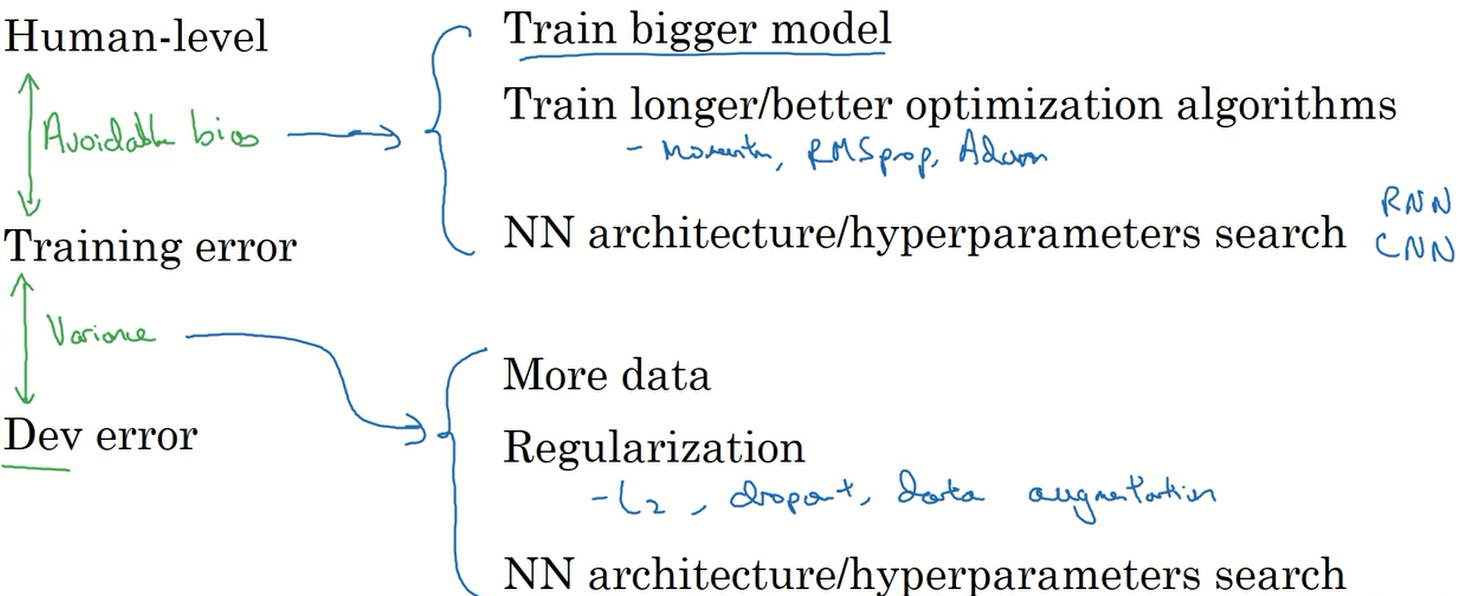 Human-level
Avoidable bias
Training error
Variance
Dev error
Train bigger model
Train longer/better optimization algorithms
- Momentum, RMSprop, Adam
NN architecture/hyperparameters search
RNN
CNN
More data
Regularization
- L2, dropout, data augmentation
NN architecture/hyperparameters search